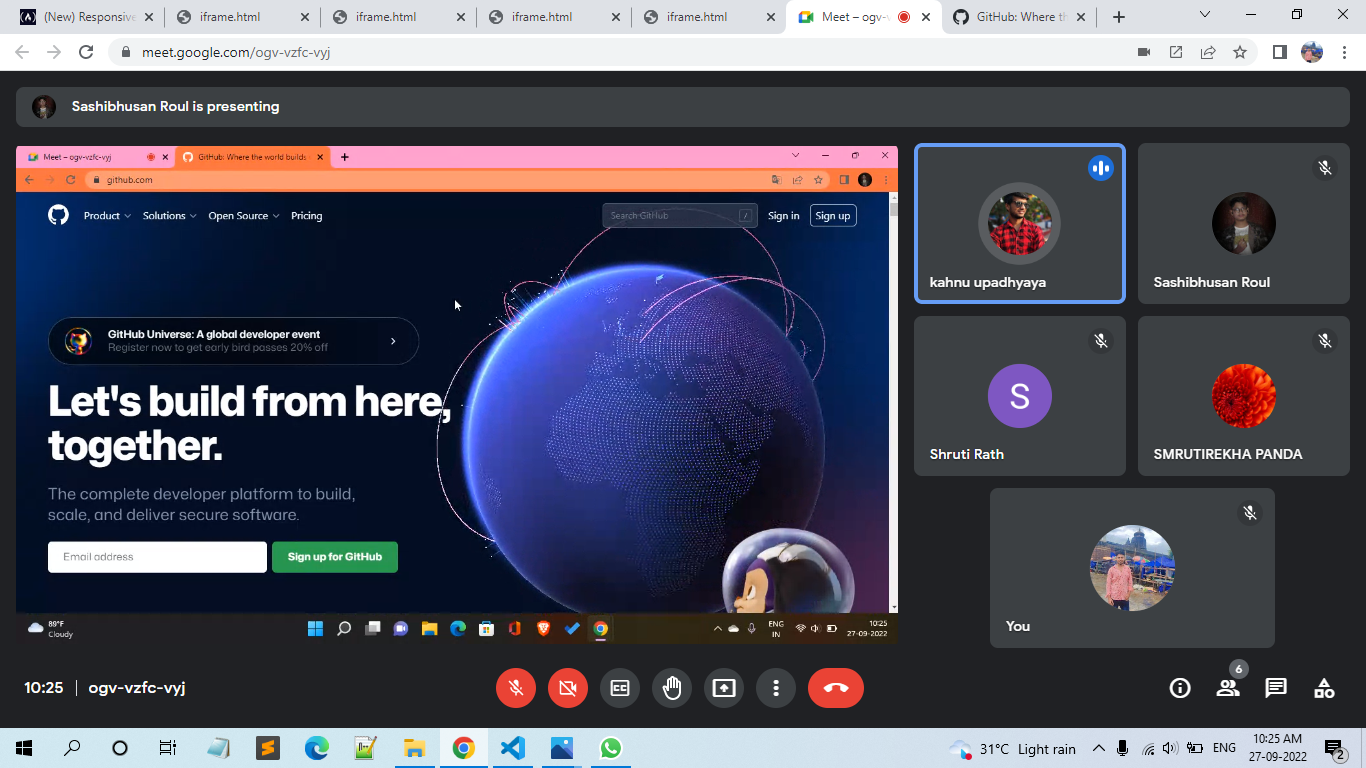 (New) Responsive
iframe.html
iframe.html
iframe.html
iframe.html
Meet – ogv-v
GitHub: Where th
meet.google.com/ogv-vzfc-vyj
Sashibhusan Roul is presenting
Meet – ogv-vzfc-vyj
GitHub: Where the world builds
github.com
Product
Solutions
Open Source
Pricing
Search GitHub
/
Sign in
Sign up
GitHub Universe: A global developer event
Register now to get early bird passes 20% off
Let's build from here,
together.
The complete developer platform to build,
scale, and deliver secure software.
Email address
Sign up for GitHub
89°F
Cloudy
ENG
IN
10:25
27-09-2022
kahnu upadhyaya
Sashibhusan Roul
S
Shruti Rath
SMRUTIREKHA PANDA
You
10:25
ogv-vzfc-vyj
CC
6
31°C Light rain
ENG
10:25 AM
27-09-2022
2